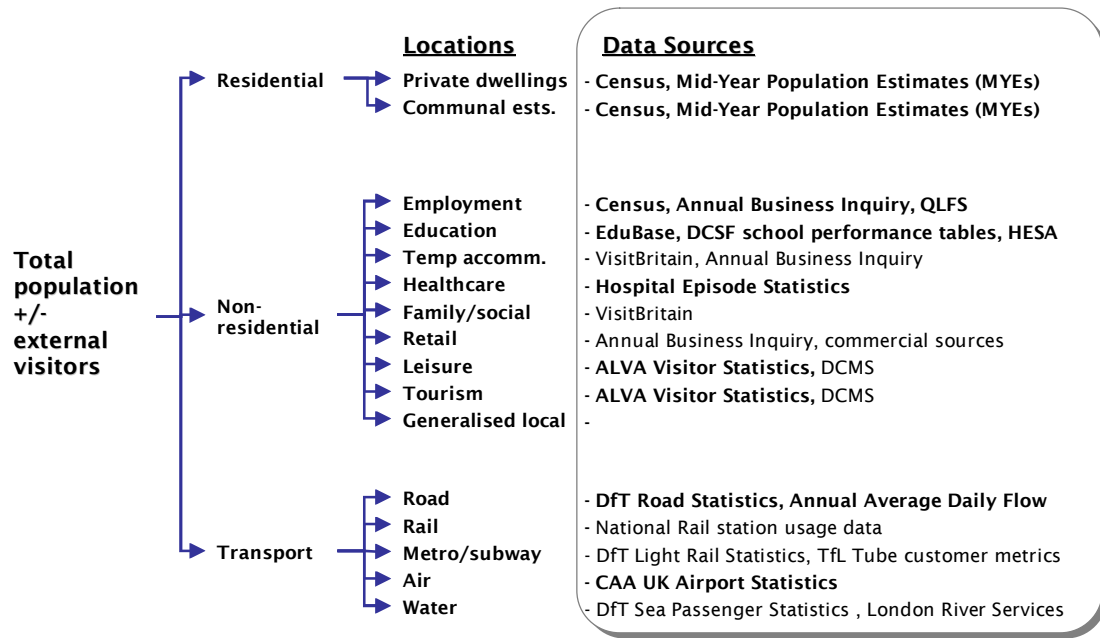 Locations
Data Sources
Residential
Private dwellings
- Census, Mid-Year Population Estimates (MYEs)
Communal ests.
- Census, Mid-Year Population Estimates (MYEs)
Total
population
+/-
external
visitors
Non-
residential
Employment
- Census, Annual Business Inquiry, QLFS
Education
- EduBase, DCSF school performance tables, HESA
Temp accomm.
- VisitBritain, Annual Business Inquiry
Healthcare
- Hospital Episode Statistics
Family/social
- VisitBritain
Retail
- Annual Business Inquiry, commercial sources
Leisure
- ALVA Visitor Statistics, DCMS
Tourism
- ALVA Visitor Statistics, DCMS
Generalised local
-
Transport
Road
- DfT Road Statistics, Annual Average Daily Flow
Rail
- National Rail station usage data
Metro/subway
- DfT Light Rail Statistics, TfL Tube customer metrics
Air
- CAA UK Airport Statistics
Water
- DfT Sea Passenger Statistics , London River Services